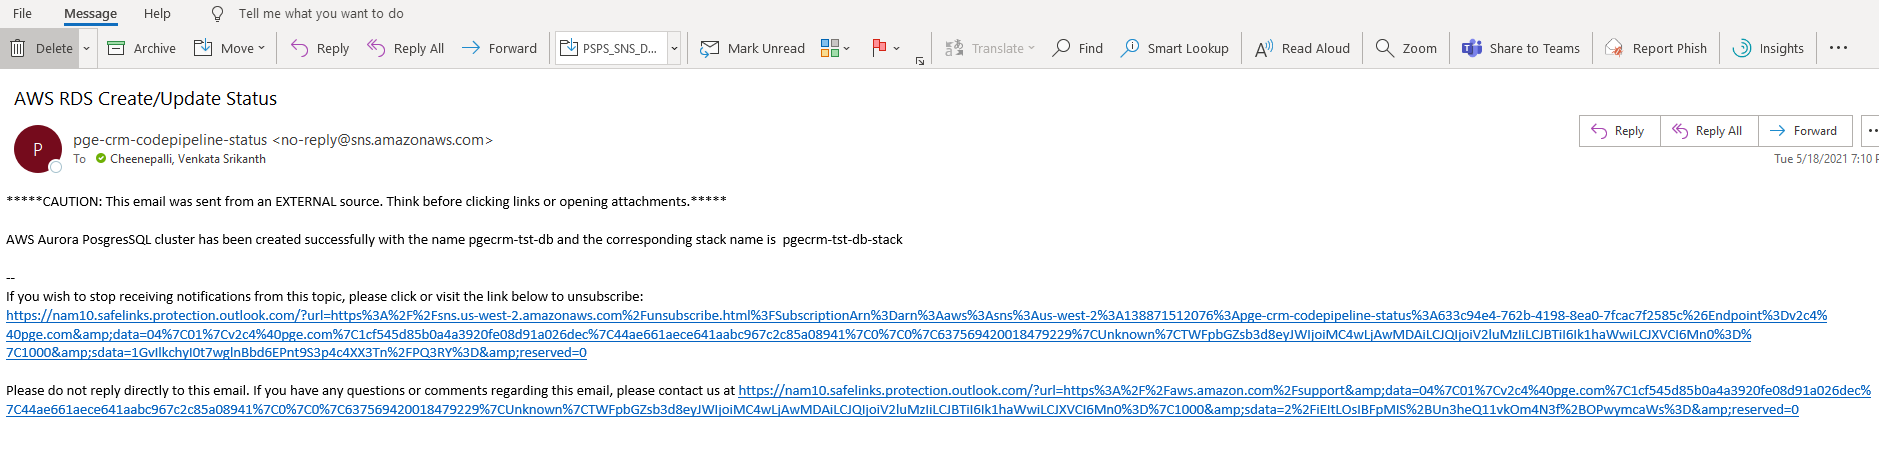 File Message Help Tell me what you want to do
Delete Archive Move Reply Reply All Forward PSPS_SNS_D... Mark Unread Translate Find Smart Lookup Read Aloud Zoom Share to Teams Report Phish Insights ...
AWS RDS Create/Update Status
P
pge-crm-codepipeline-status <no-reply@sns.amazonaws.com>
To Cheenepalli, Venkata Srikanth
Reply Reply All Forward
Tue 5/18/2021 7:10 P
*****CAUTION: This email was sent from an EXTERNAL source. Think before clicking links or opening attachments.*****
AWS Aurora PosgresSQL cluster has been created successfully with the name pgecrm-tst-db and the corresponding stack name is pgecrm-tst-db-stack
--
If you wish to stop receiving notifications from this topic, please click or visit the link below to unsubscribe:
https://nam10.safelinks.protection.outlook.com/?url=https%3A%2F%2Fsns.us-west-2.amazonaws.com%2Funsubscribe.html%3FSubscriptionArn%3Darn%3Aaws%3Asns%3Aus-west-2%3A138871512076%3Apge-crm-codepipeline-status%3A633c94e4-762b-4198-8ea0-7fcac7f2585c%26Endpoint%3Dv2c4%
40pge.com&amp;data=04%7C01%7Cv2c4%40pge.com%7C1cf545d85b0a4a3920fe08d91a026dec%7C44ae661aece641aabc967c2c85a08941%7C0%7C0%7C637569420018479229%7CUnknown%7CTWFpbGZsb3d8eyJWIjoiMC4wLjAwMDAiLCJQIjoiV2luMzIiLCJBTiI6Ik1haWwiLCJXVCI6Mn0%3D%
7C1000&amp;sdata=1GvIlkchyI0t7wglnBbd6EPnt9S3p4c4XX3Tn%2FPQ3RY%3D&amp;reserved=0
Please do not reply directly to this email. If you have any questions or comments regarding this email, please contact us at https://nam10.safelinks.protection.outlook.com/?url=https%3A%2F%2Faws.amazon.com%2Fsupport&amp;data=04%7C01%7Cv2c4%40pge.com%7C1cf545d85b0a4a3920fe08d91a026dec%
7C44ae661aece641aabc967c2c85a08941%7C0%7C0%7C637569420018479229%7CUnknown%7CTWFpbGZsb3d8eyJWIjoiMC4wLjAwMDAiLCJQIjoiV2luMzIiLCJBTiI6Ik1haWwiLCJXVCI6Mn0%3D%7C1000&amp;sdata=2%2FiEItLOsIBFpMIS%2BUn3heQ11vkOm4N3f%2BOPwymcaWs%3D&amp;reserved=0